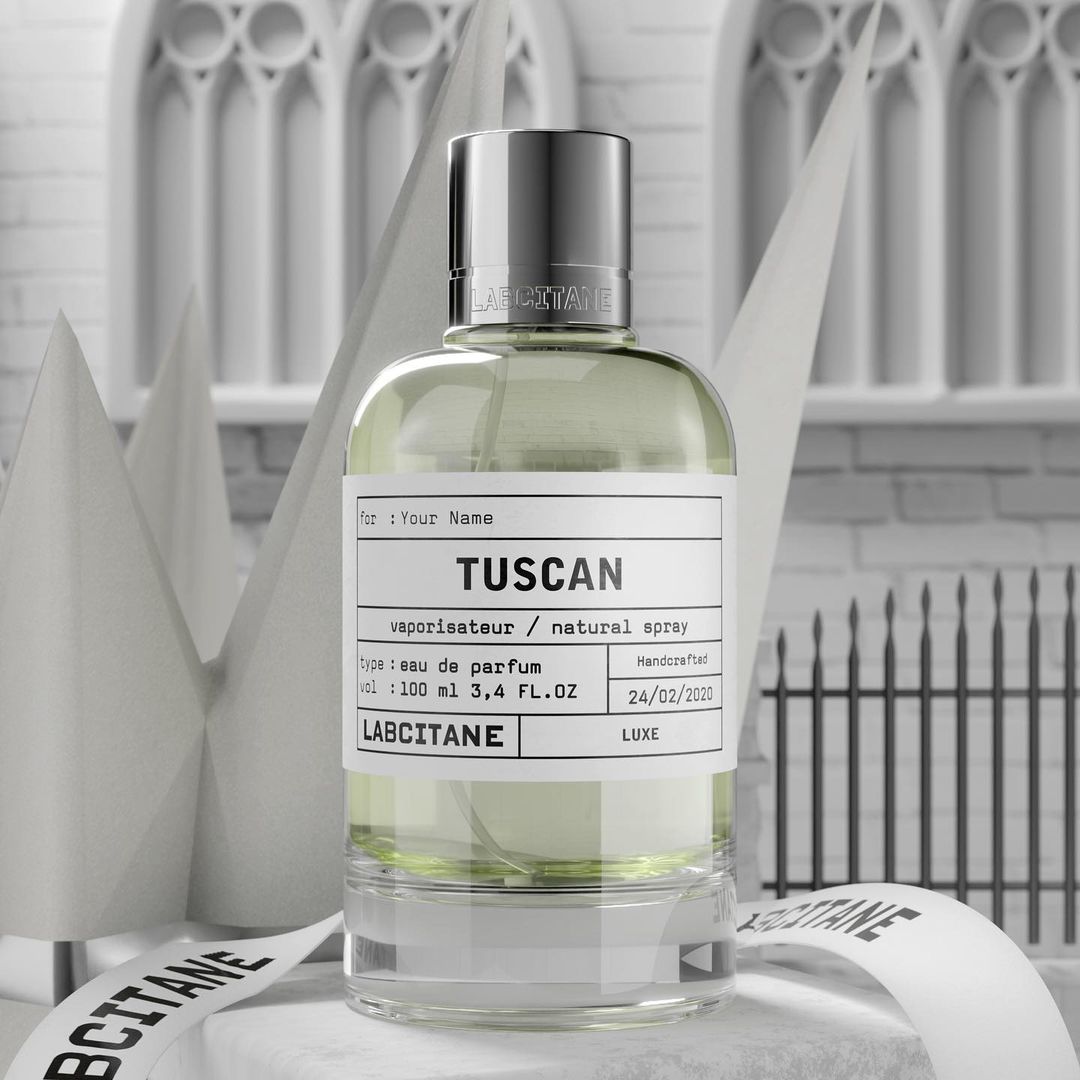 LABCITANE
for : Your Name
TUSCAN
vaporisateur / natural spray
type : eau de parfum
vol : 100 ml 3,4 FL.OZ
Handcrafted
24/02/2020
LABCITANE
LUXE
LABCITANE
BCITANE